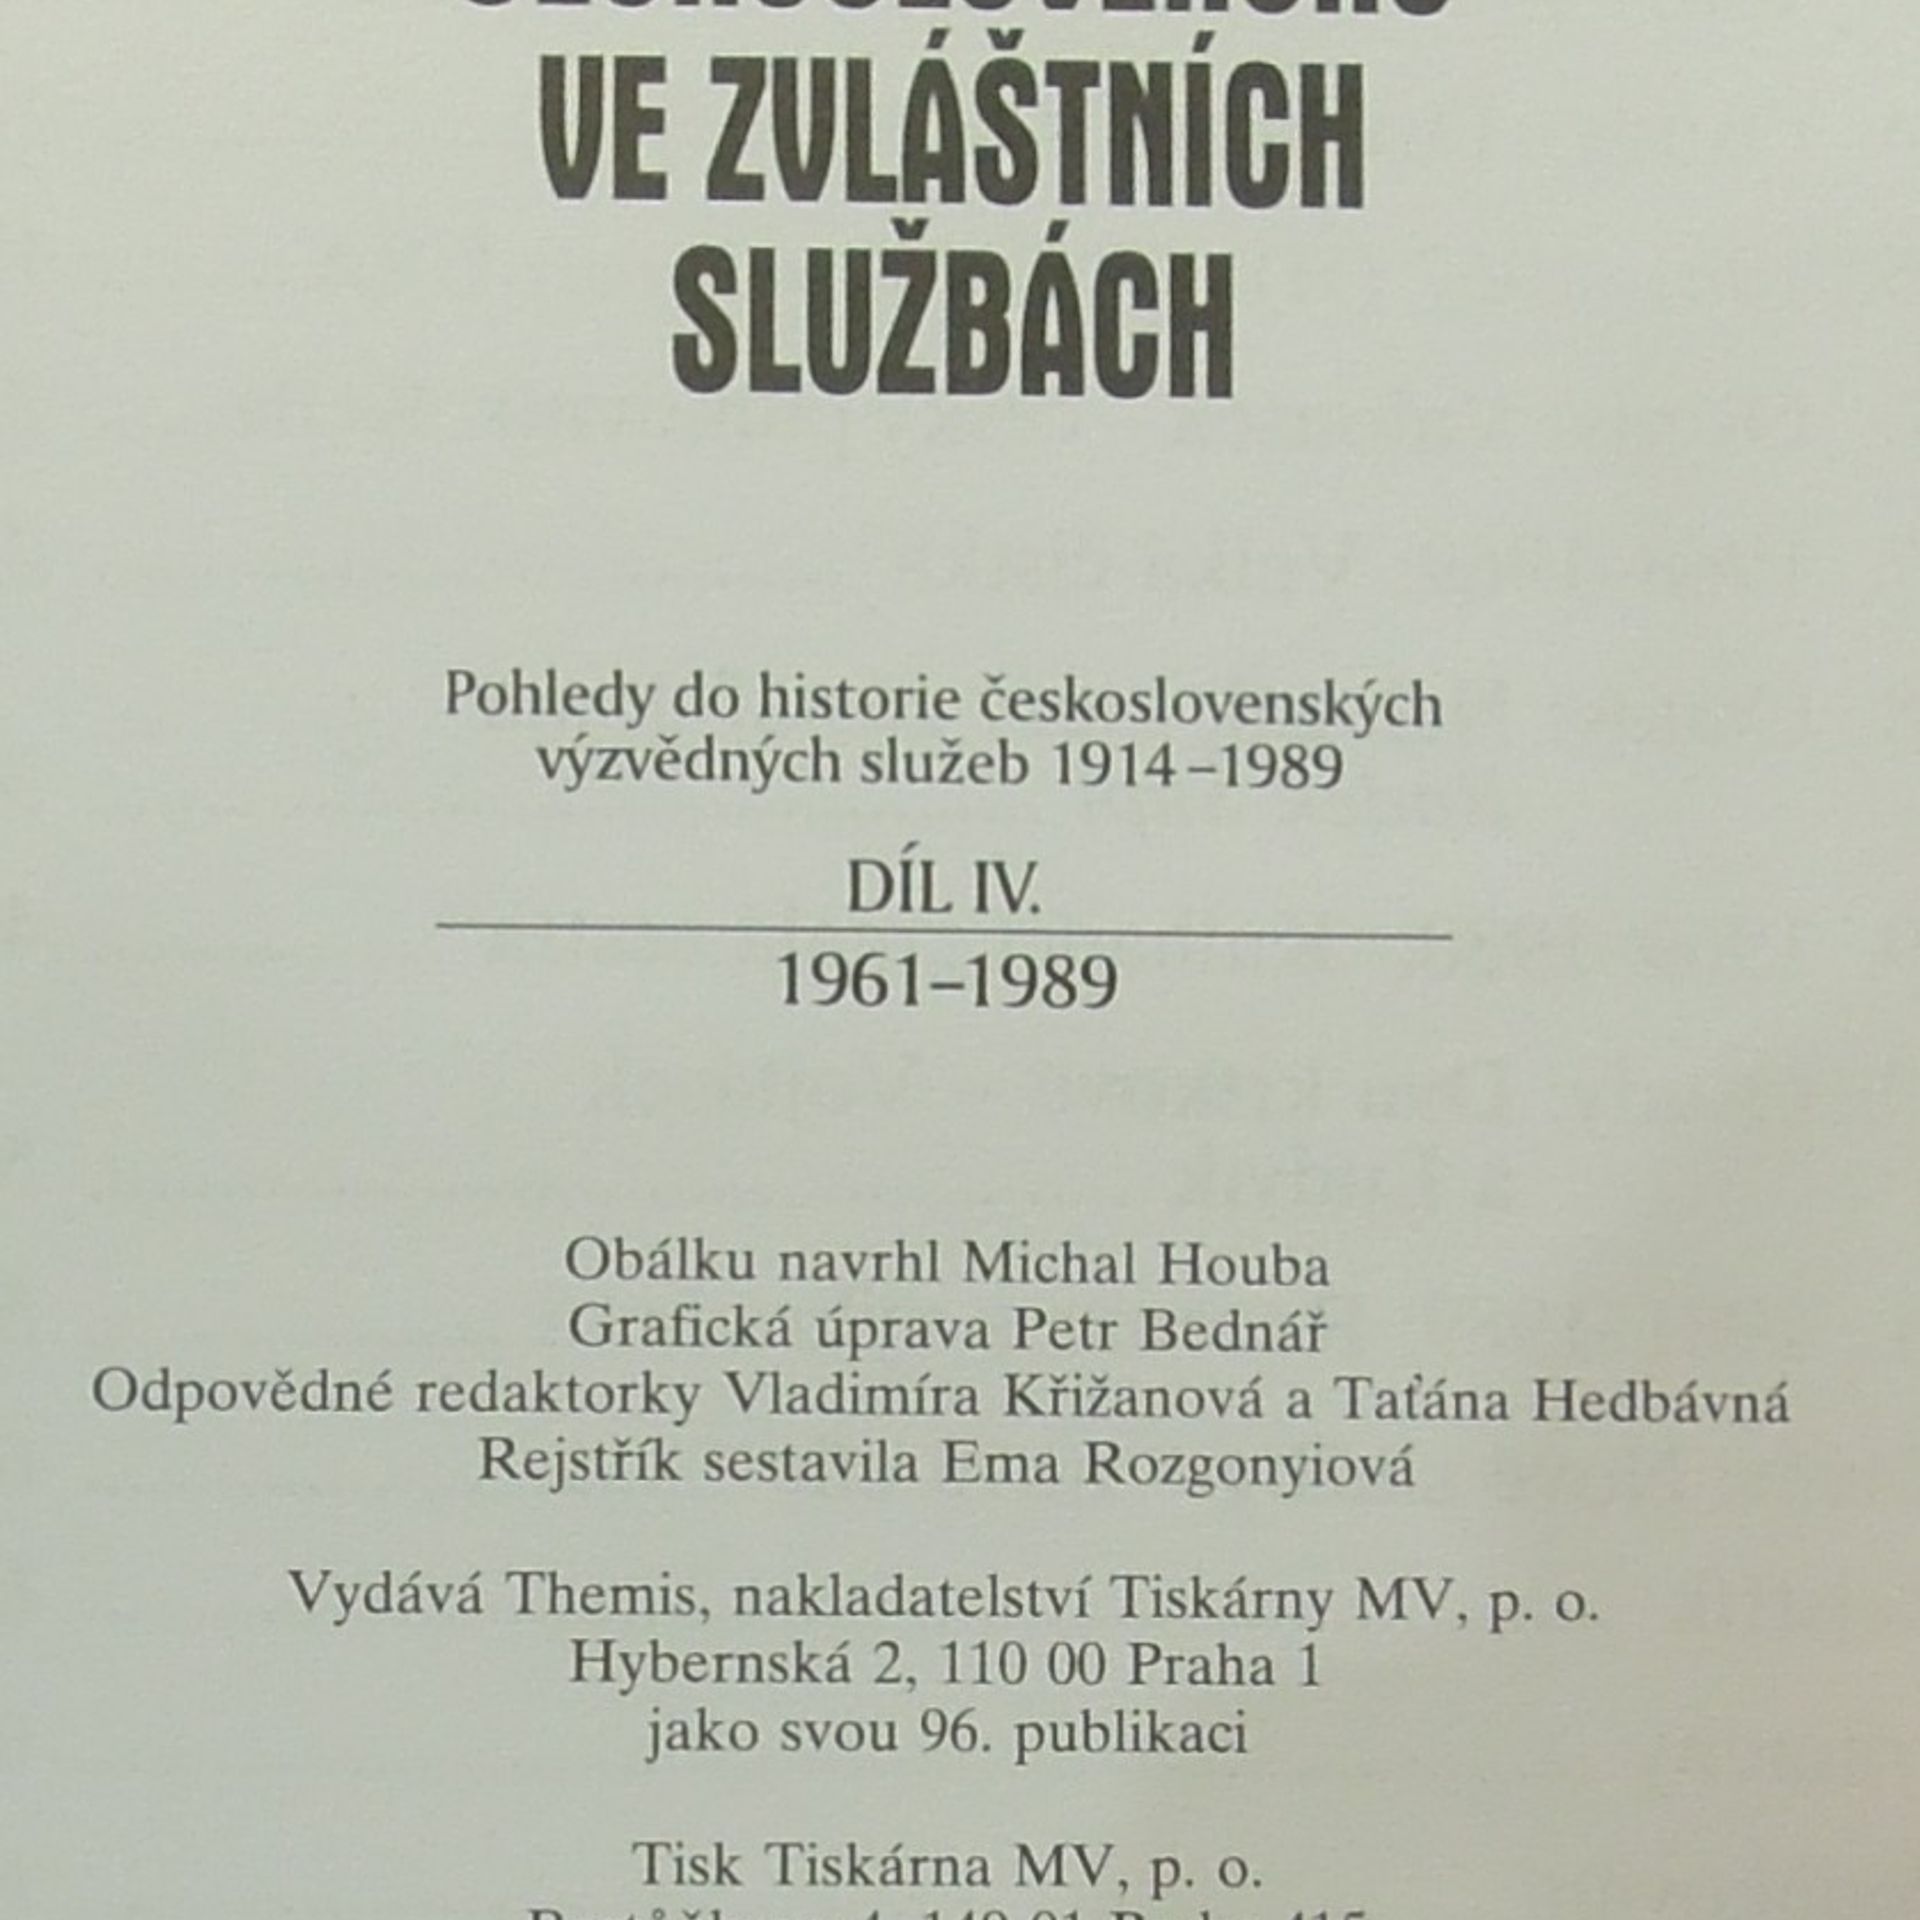 VE ZVLÁŠTNÍCH
SLUŽBÁCH
Pohledy do historie československých
výzvědných služeb 1914–1989
DÍL IV.
1961–1989
Obálku navrhl Michal Houba
Grafická úprava Petr Bednář
Odpovědné redaktorky Vladimíra Křižanová a Taťána Hedbávná
Rejstřík sestavila Ema Rozgonyiová
Vydává Themis, nakladatelství Tiskárny MV, p. o.
Hybernská 2, 110 00 Praha 1
jako svou 96. publikaci
Tisk Tiskárna MV, p. o.